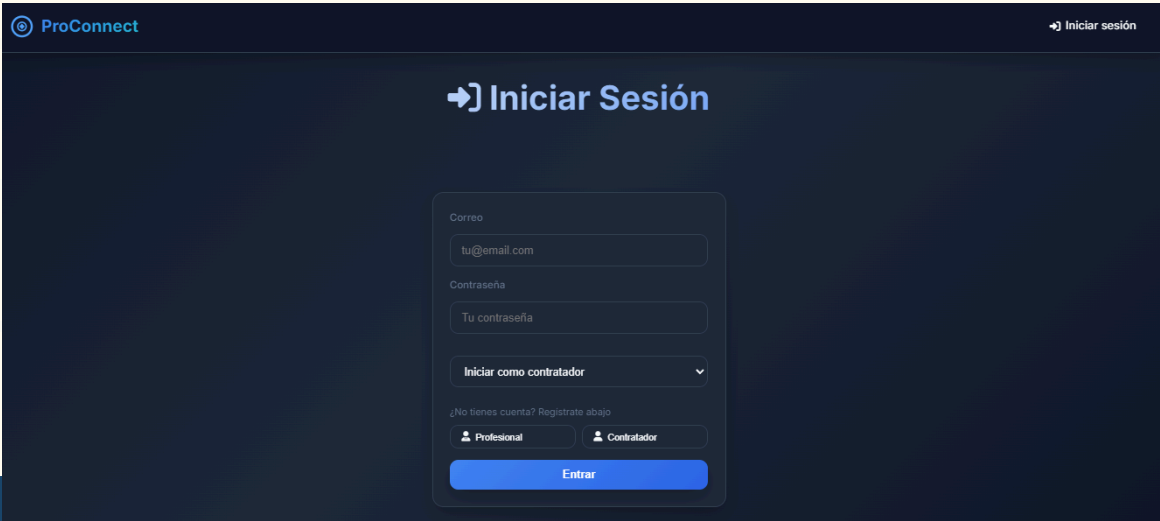 ProConnect
Iniciar sesión
Iniciar Sesión
Correo
tu@email.com
Contraseña
Tu contraseña
Iniciar como contratador
¿No tienes cuenta? Registrate abajo
Profesional
Contratador
Entrar